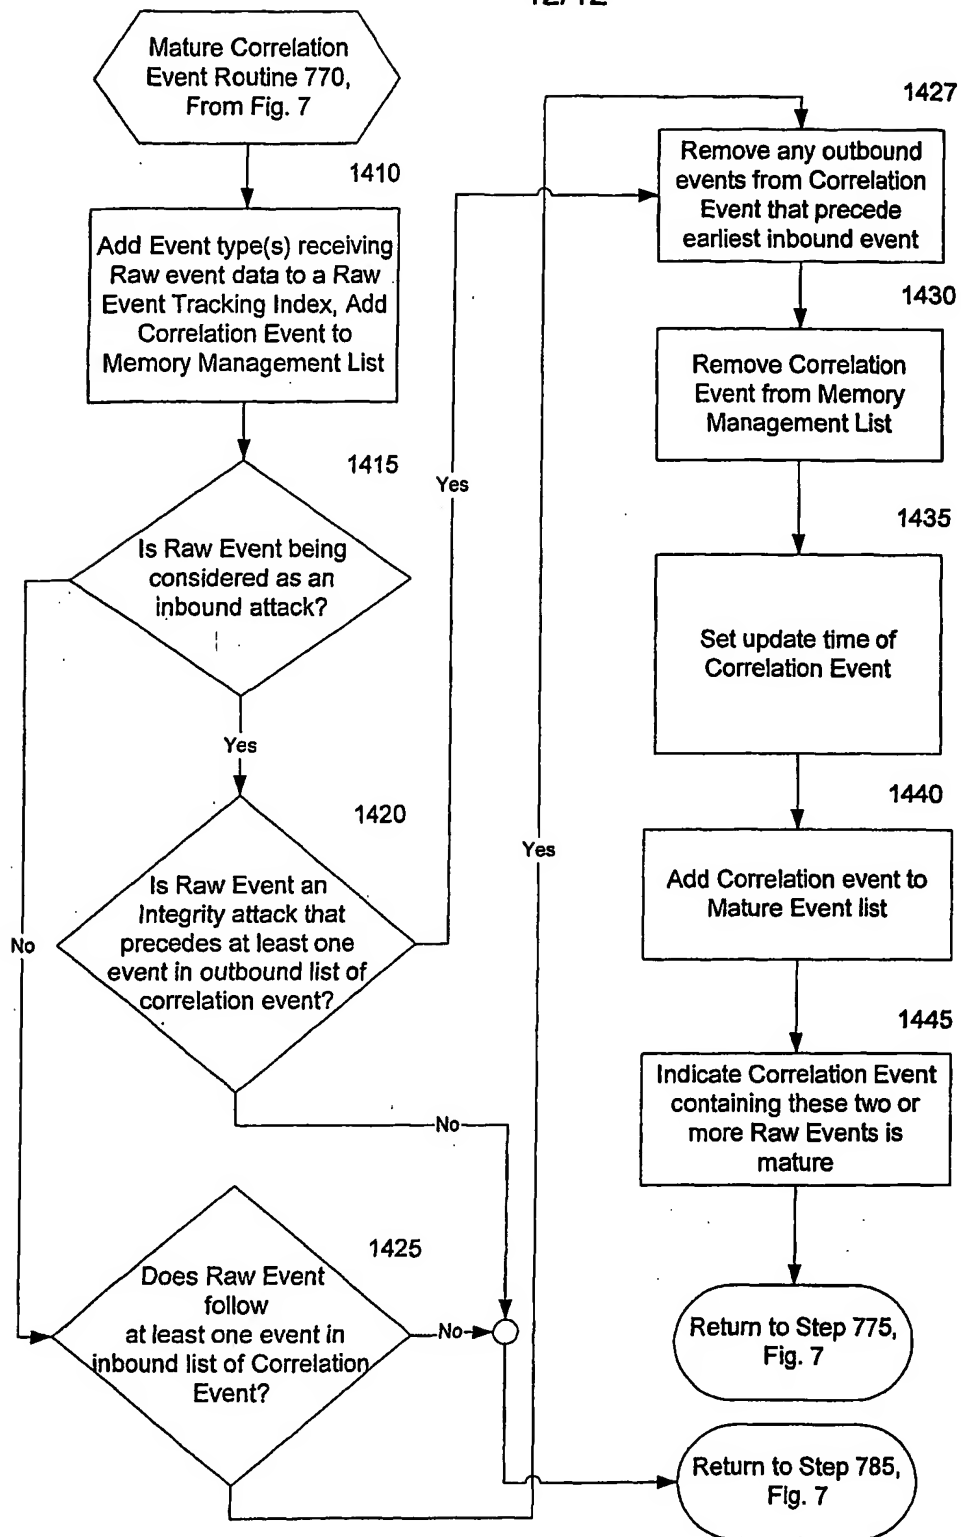 12/12
Mature Correlation
Event Routine 770,
From Fig. 7
1410
Add Event type(s) receiving
Raw event data to a Raw
Event Tracking Index, Add
Correlation Event to
Memory Management List
1415
Is Raw Event being
considered as an
inbound attack?
Yes
No
1420
Is Raw Event an
Integrity attack that
precedes at least one
event in outbound list of
correlation event?
Yes
No
1425
Does Raw Event
follow
at least one event in
inbound list of Correlation
Event?
No
Yes
1427
Remove any outbound
events from Correlation
Event that precede
earliest inbound event
1430
Remove Correlation
Event from Memory
Management List
1435
Set update time of
Correlation Event
1440
Add Correlation event to
Mature Event list
1445
Indicate Correlation Event
containing these two or
more Raw Events is
mature
Return to Step 775,
Fig. 7
Return to Step 785,
Fig. 7